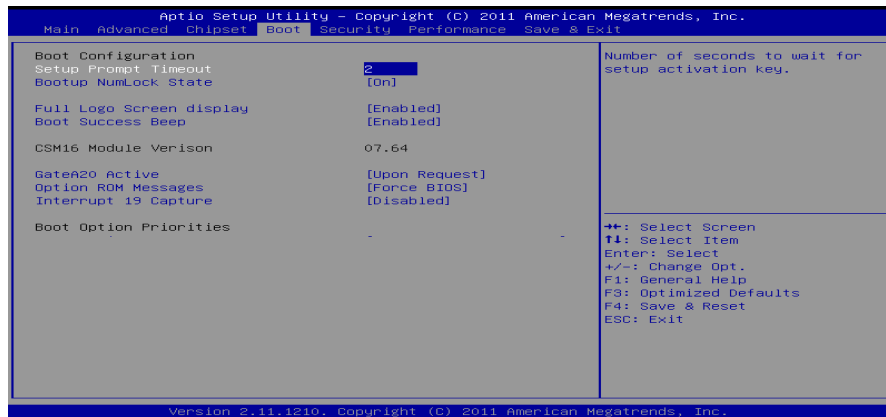 Aptio Setup Utility – Copyright (C) 2011 American Megatrends, Inc.
Main Advanced Chipset Boot Security Performance Save & Exit
Boot Configuration
Setup Prompt Timeout 2
Bootup NumLock State [On]
Full Logo Screen display [Enabled]
Boot Success Beep [Enabled]
CSM16 Module Verison 07.64
GateA20 Active [Upon Request]
Option ROM Messages [Force BIOS]
Interrupt 19 Capture [Disabled]
Boot Option Priorities
Number of seconds to wait for
setup activation key.
→←: Select Screen
↑↓: Select Item
Enter: Select
+/-: Change Opt.
F1: General Help
F3: Optimized Defaults
F4: Save & Reset
ESC: Exit
Version 2.11.1210. Copyright (C) 2011 American Megatrends, Inc.